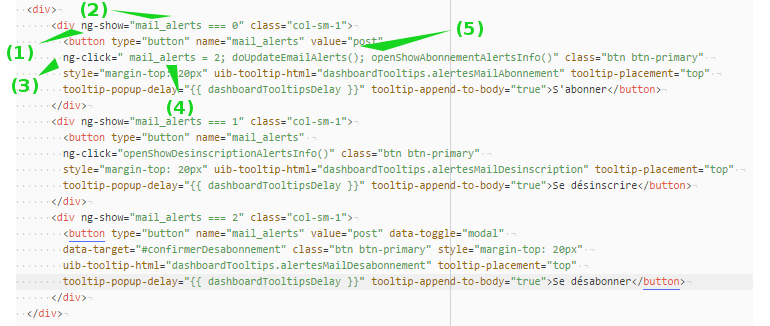 <div>
(2)
<div ng-show="mail_alerts === 0" class="col-sm-1">
(5)
(1)
<button type="button" name="mail_alerts" value="post"
ng-click=" mail_alerts = 2; doUpdateEmailAlerts(); openShowAbonnementAlertsInfo()" class="btn btn-primary"
style="margin-top: 20px" uib-tooltip-html="dashboardTooltips.alertesMailAbonnement" tooltip-placement="top"
(3)
tooltip-popup-delay="{{ dashboardTooltipsDelay }}" tooltip-append-to-body="true">S'abonner</button>
(4)
</div>
<div ng-show="mail_alerts === 1" class="col-sm-1">
<button type="button" name="mail_alerts"
ng-click="openShowDesinscriptionAlertsInfo()" class="btn btn-primary"
style="margin-top: 20px" uib-tooltip-html="dashboardTooltips.alertesMailDesinscription" tooltip-placement="top"
tooltip-popup-delay="{{ dashboardTooltipsDelay }}" tooltip-append-to-body="true">Se désinscrire</button>
</div>
<div ng-show="mail_alerts === 2" class="col-sm-1">
<button type="button" name="mail_alerts" value="post" data-toggle="modal"
data-target="#confirmerDesabonnement" class="btn btn-primary" style="margin-top: 20px"
uib-tooltip-html="dashboardTooltips.alertesMailDesabonnement" tooltip-placement="top"
tooltip-popup-delay="{{ dashboardTooltipsDelay }}" tooltip-append-to-body="true">Se désabonner</button>
</div>
</div>